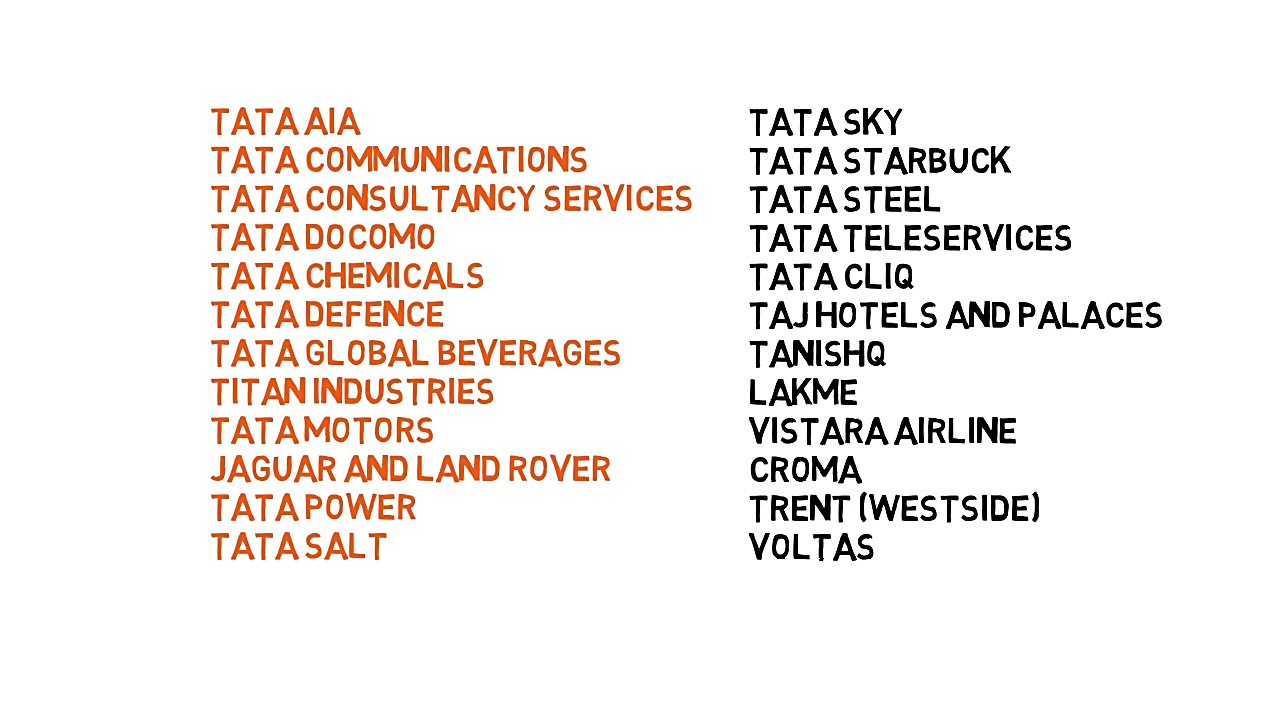 TATA AIA
TATA COMMUNICATIONS
TATA CONSULTANCY SERVICES
TATA DOCOMO
TATA CHEMICALS
TATA DEFENCE
TATA GLOBAL BEVERAGES
TITAN INDUSTRIES
TATA MOTORS
JAGUAR AND LAND ROVER
TATA POWER
TATA SALT
TATA SKY
TATA STARBUCK
TATA STEEL
TATA TELESERVICES
TATA CLIQ
TAJ HOTELS AND PALACES
TANISHQ
LAKME
VISTARA AIRLINE
CROMA
TRENT (WESTSIDE)
VOLTAS